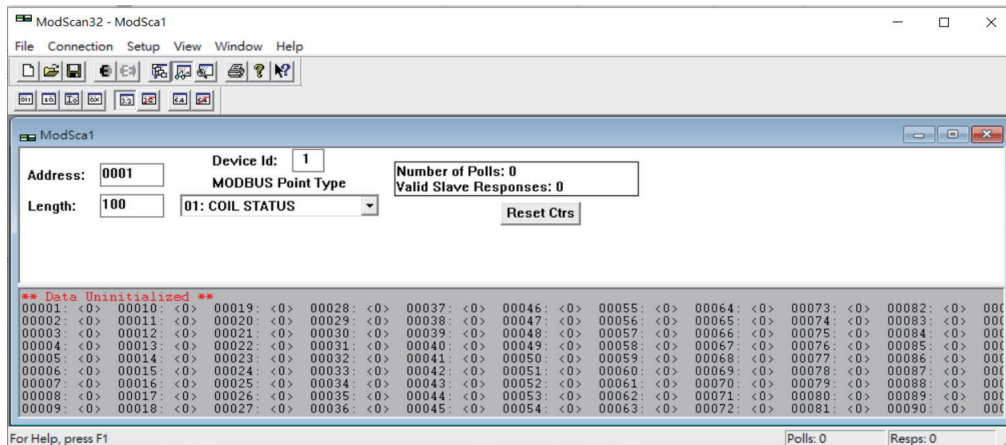 ModScan32 - ModSca1
File Connection Setup View Window Help
ModSca1
Address: 0001
Device Id: 1
MODBUS Point Type
Length: 100
01: COIL STATUS
Number of Polls: 0
Valid Slave Responses: 0
Reset Ctrs
** Data Uninitialized **
00001: <0> 00010: <0> 00019: <0> 00028: <0> 00037: <0> 00046: <0> 00055: <0> 00064: <0> 00073: <0> 00082: <0> 000
00002: <0> 00011: <0> 00020: <0> 00029: <0> 00038: <0> 00047: <0> 00056: <0> 00065: <0> 00074: <0> 00083: <0> 000
00003: <0> 00012: <0> 00021: <0> 00030: <0> 00039: <0> 00048: <0> 00057: <0> 00066: <0> 00075: <0> 00084: <0> 000
00004: <0> 00013: <0> 00022: <0> 00031: <0> 00040: <0> 00049: <0> 00058: <0> 00067: <0> 00076: <0> 00085: <0> 000
00005: <0> 00014: <0> 00023: <0> 00032: <0> 00041: <0> 00050: <0> 00059: <0> 00068: <0> 00077: <0> 00086: <0> 000
00006: <0> 00015: <0> 00024: <0> 00033: <0> 00042: <0> 00051: <0> 00060: <0> 00069: <0> 00078: <0> 00087: <0> 000
00007: <0> 00016: <0> 00025: <0> 00034: <0> 00043: <0> 00052: <0> 00061: <0> 00070: <0> 00079: <0> 00088: <0> 000
00008: <0> 00017: <0> 00026: <0> 00035: <0> 00044: <0> 00053: <0> 00062: <0> 00071: <0> 00080: <0> 00089: <0> 000
00009: <0> 00018: <0> 00027: <0> 00036: <0> 00045: <0> 00054: <0> 00063: <0> 00072: <0> 00081: <0> 00090: <0> 000
For Help, press F1
Polls: 0
Resps: 0